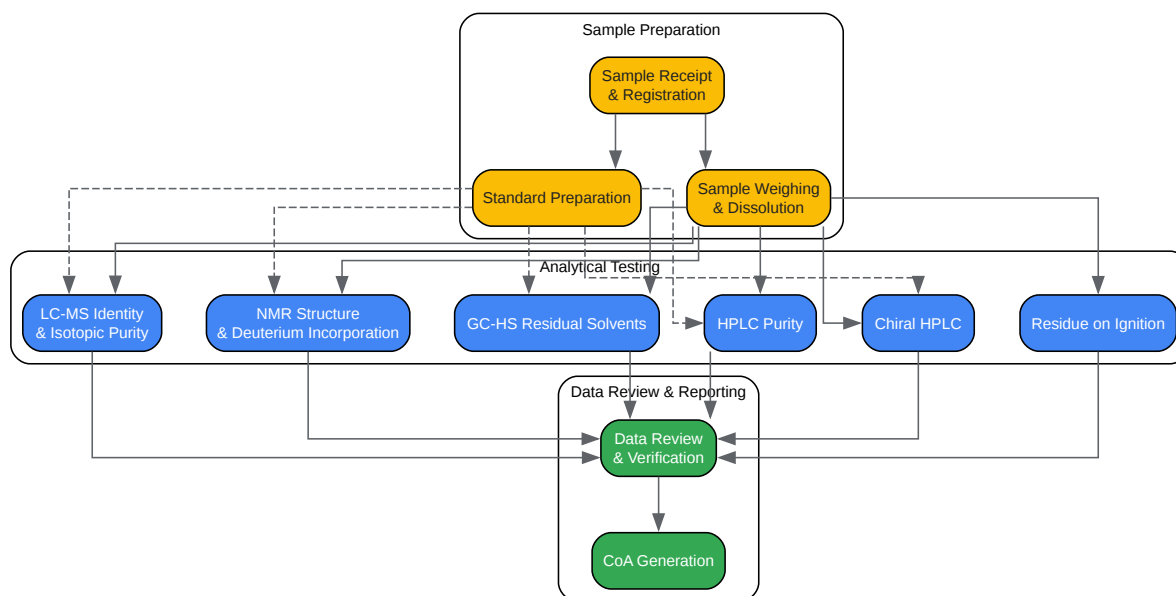 Sample Preparation
Sample Receipt
& Registration
Standard Preparation
Sample Weighing
& Dissolution
Analytical Testing
LC-MS Identity
& Isotopic Purity
NMR Structure
& Deuterium Incorporation
GC-HS Residual Solvents
HPLC Purity
Chiral HPLC
Residue on Ignition
Data Review & Reporting
Data Review
& Verification
CoA Generation